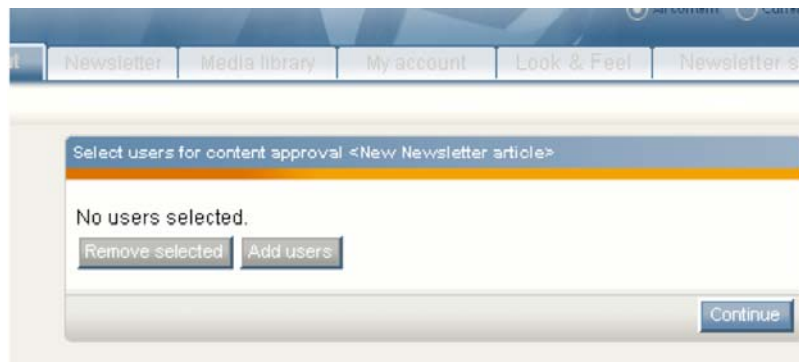 Newsletter Media library My account Look & Feel Newsletter s
Select users for content approval <New Newsletter article>
No users selected.
Remove selected Add users
Continue